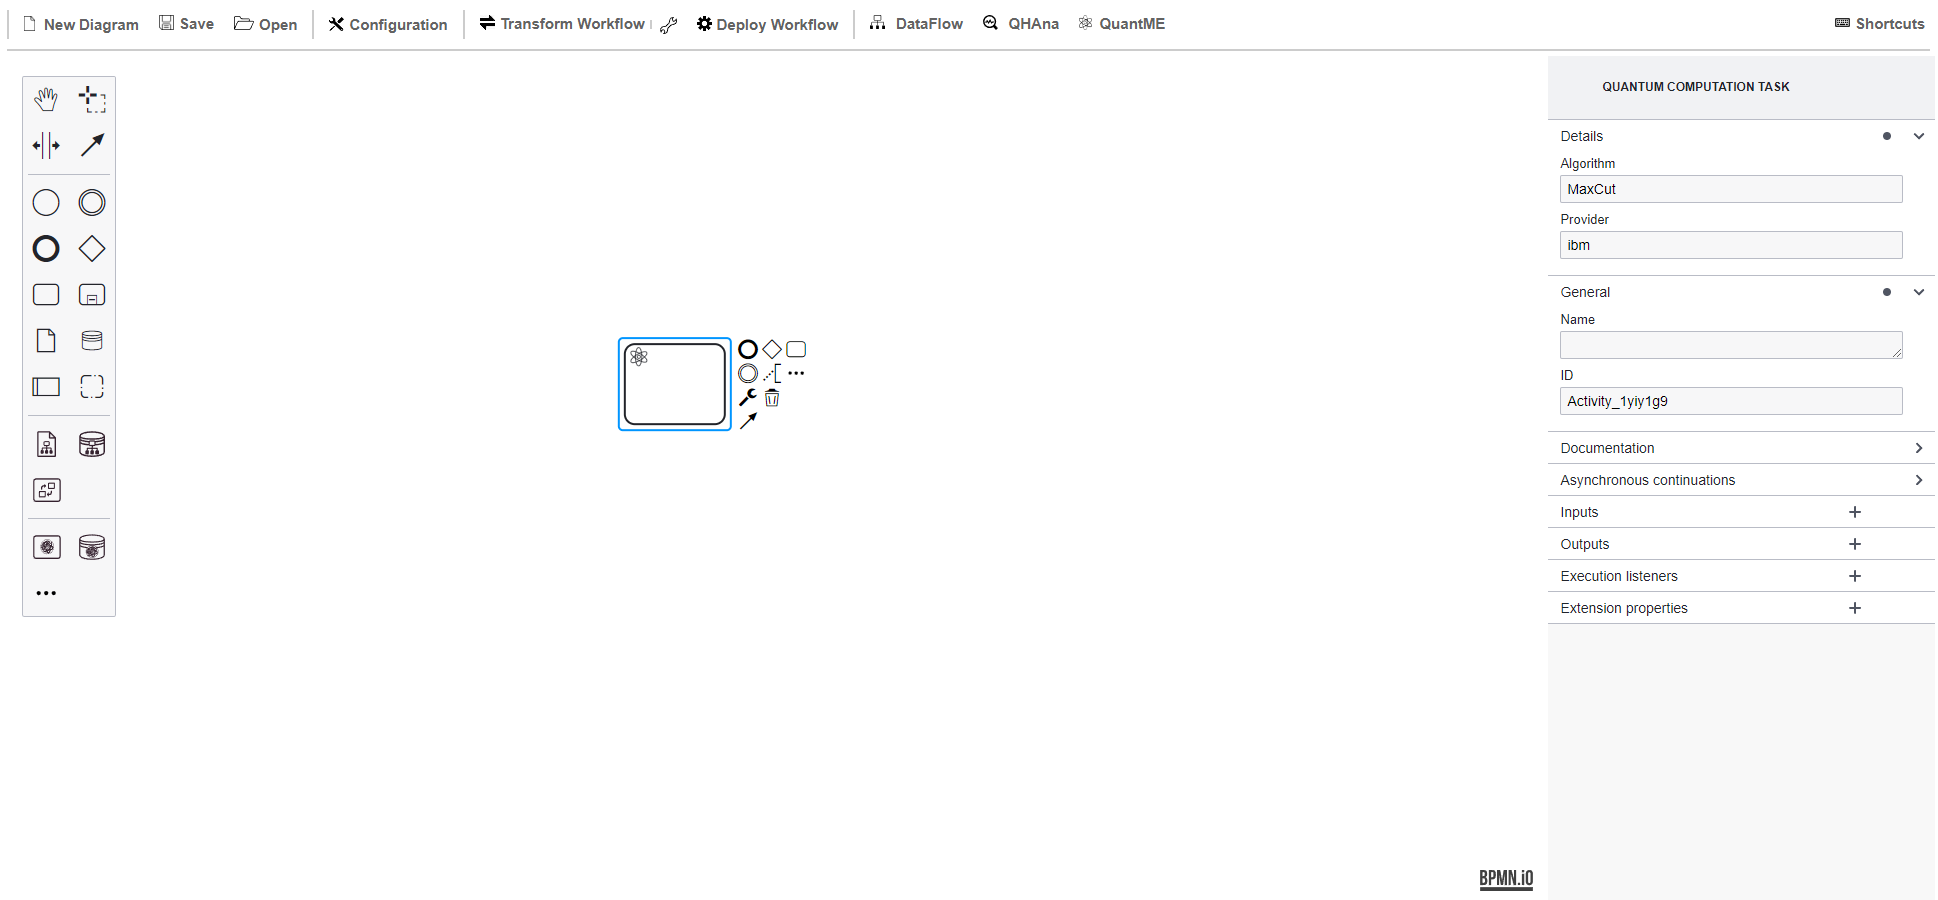 New Diagram Save Open Configuration Transform Workflow Deploy Workflow DataFlow QHAna QuantME Shortcuts
QUANTUM COMPUTATION TASK
Details
Algorithm
MaxCut
Provider
ibm
General
Name
ID
Activity_1yiy1g9
Documentation
Asynchronous continuations
Inputs
Outputs
Execution listeners
Extension properties
BPMN.iO